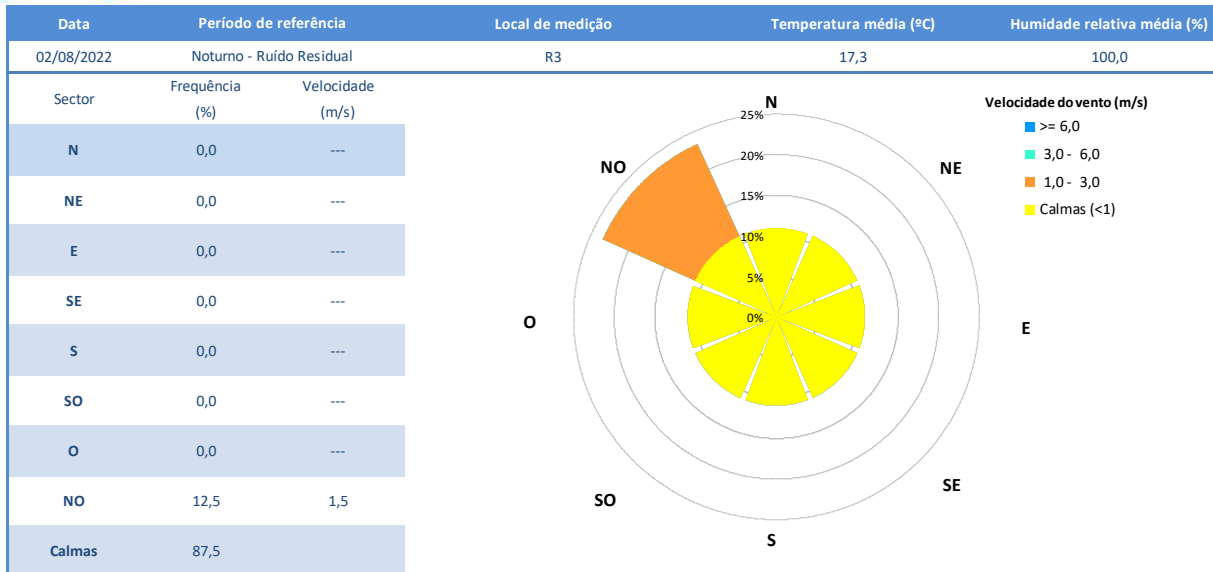 Data Período de referência Local de medição Temperatura média (ºC) Humidade relativa média (%)
02/08/2022 Noturno - Ruído Residual R3 17,3 100,0
Sector Frequência (%) Velocidade (m/s)
N 0,0 ---
NE 0,0 ---
E 0,0 ---
SE 0,0 ---
S 0,0 ---
SO 0,0 ---
O 0,0 ---
NO 12,5 1,5
Calmas 87,5
N
NE
E
SE
S
SO
O
NO
25%
20%
15%
10%
5%
0%
Velocidade do vento (m/s)
>= 6,0
3,0 - 6,0
1,0 - 3,0
Calmas (<1)